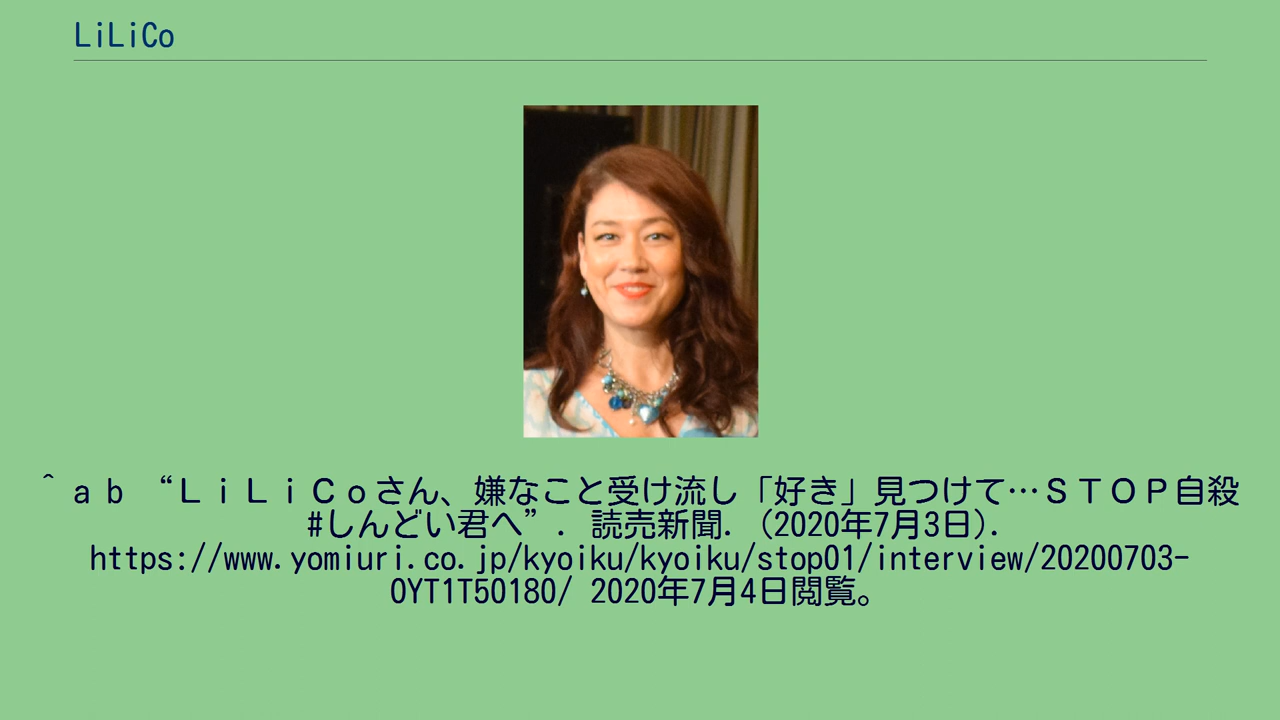 LiLiCo
^ a b “ＬｉＬｉＣｏさん、嫌なこと受け流し「好き」見つけて…ＳＴＯＰ自殺
#しんどい君へ”. 読売新聞. (2020年7月3日).
https://www.yomiuri.co.jp/kyoiku/kyoiku/stop01/interview/20200703-
OYT1T50180/ 2020年7月4日閲覧。